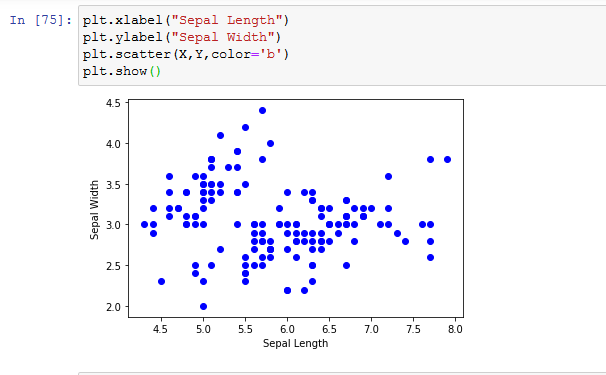 In [75]: plt.xlabel("Sepal Length")
plt.ylabel("Sepal Width")
plt.scatter(X,Y,color='b')
plt.show()
4.5
4.0
3.5
3.0
2.5
2.0
Sepal Width
4.5 5.0 5.5 6.0 6.5 7.0 7.5 8.0
Sepal Length